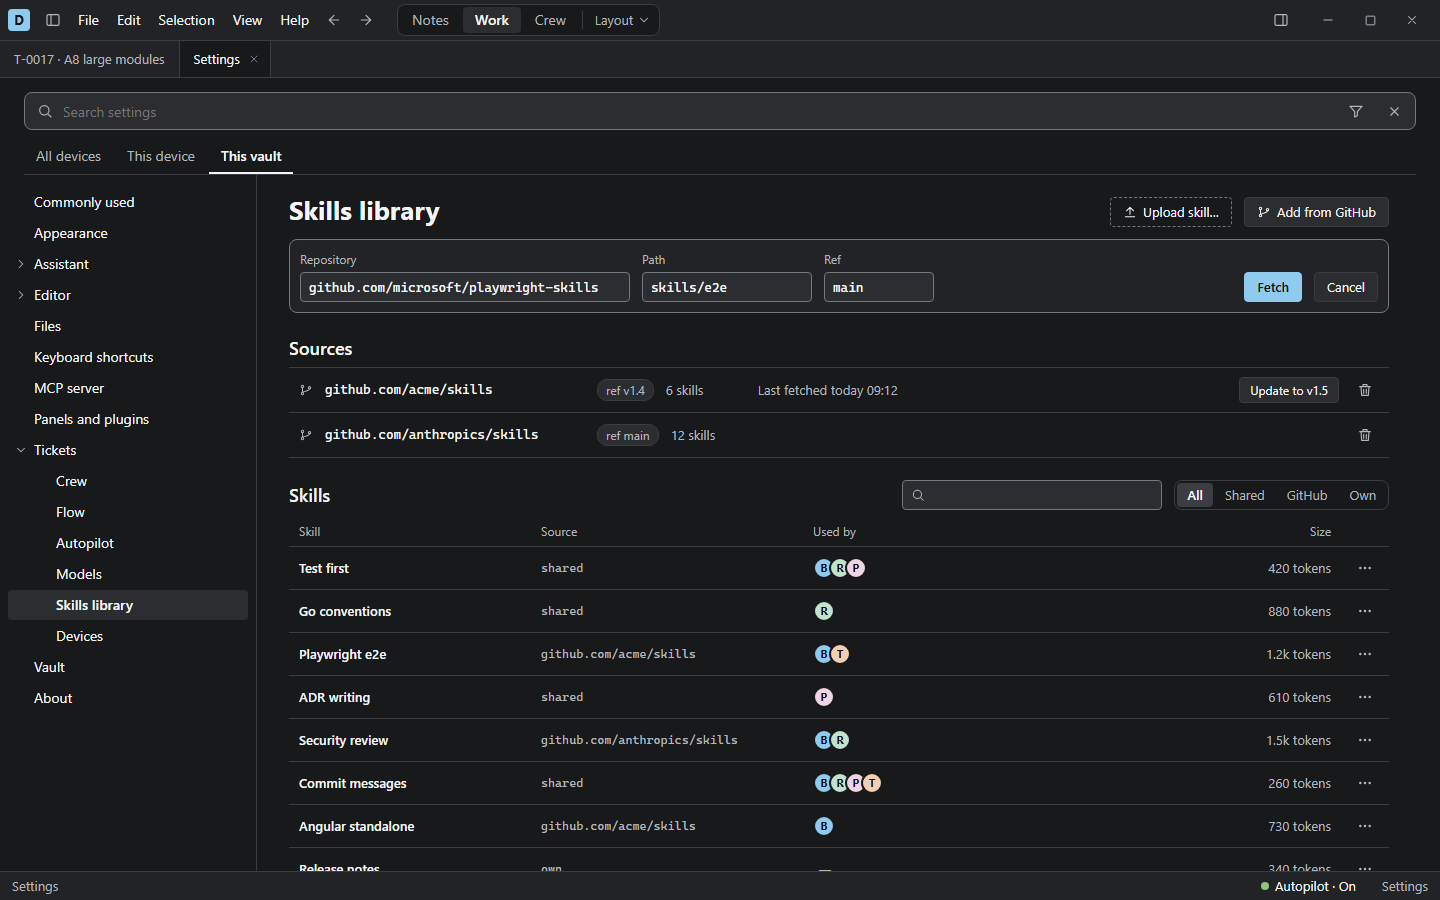 D File Edit Selection View Help Notes Work Crew Layout
T-0017 · A8 large modules Settings
Search settings
All devices This device This vault
Commonly used
Appearance
Assistant
Editor
Files
Keyboard shortcuts
MCP server
Panels and plugins
Tickets
Crew
Flow
Autopilot
Models
Skills library
Devices
Vault
About
Skills library Upload skill... Add from GitHub
Repository Path Ref
github.com/microsoft/playwright-skills skills/e2e main Fetch Cancel
Sources
github.com/acme/skills ref v1.4 6 skills Last fetched today 09:12 Update to v1.5
github.com/anthropics/skills ref main 12 skills
Skills All Shared GitHub Own
Skill Source Used by Size
Test first shared B R P 420 tokens
Go conventions shared R 880 tokens
Playwright e2e github.com/acme/skills B T 1.2k tokens
ADR writing shared P 610 tokens
Security review github.com/anthropics/skills B R 1.5k tokens
Commit messages shared B R P T 260 tokens
Angular standalone github.com/acme/skills B 730 tokens
Release notes own — 340 tokens
Settings Autopilot · On Settings